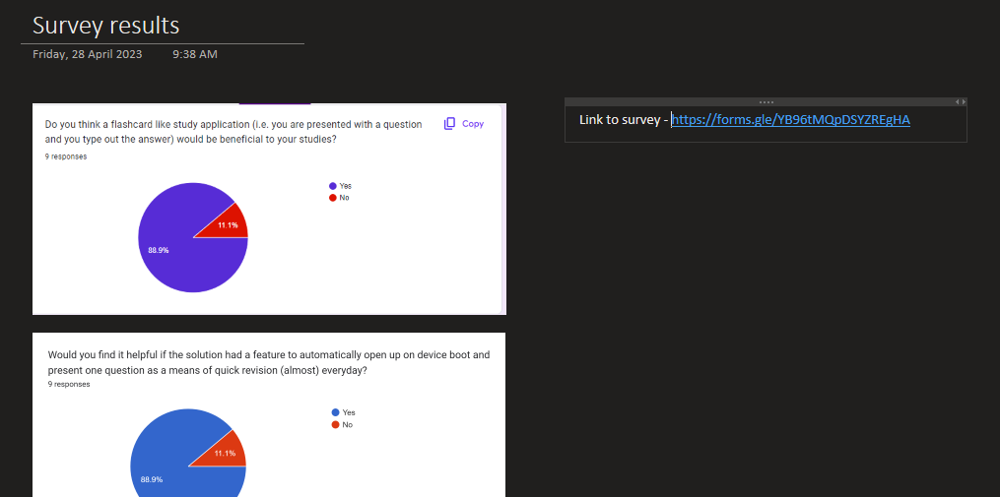 Survey results
Friday, 28 April 2023 9:38 AM
Do you think a flashcard like study application (i.e. you are presented with a question
and you type out the answer) would be beneficial to your studies?
Copy
9 responses
Yes
No
11.1%
88.9%
Link to survey - https://forms.gle/YB96tMQpDSYZREgHA
Would you find it helpful if the solution had a feature to automatically open up on device boot and
present one question as a means of quick revision (almost) everyday?
9 responses
Yes
No
11.1%
88.9%